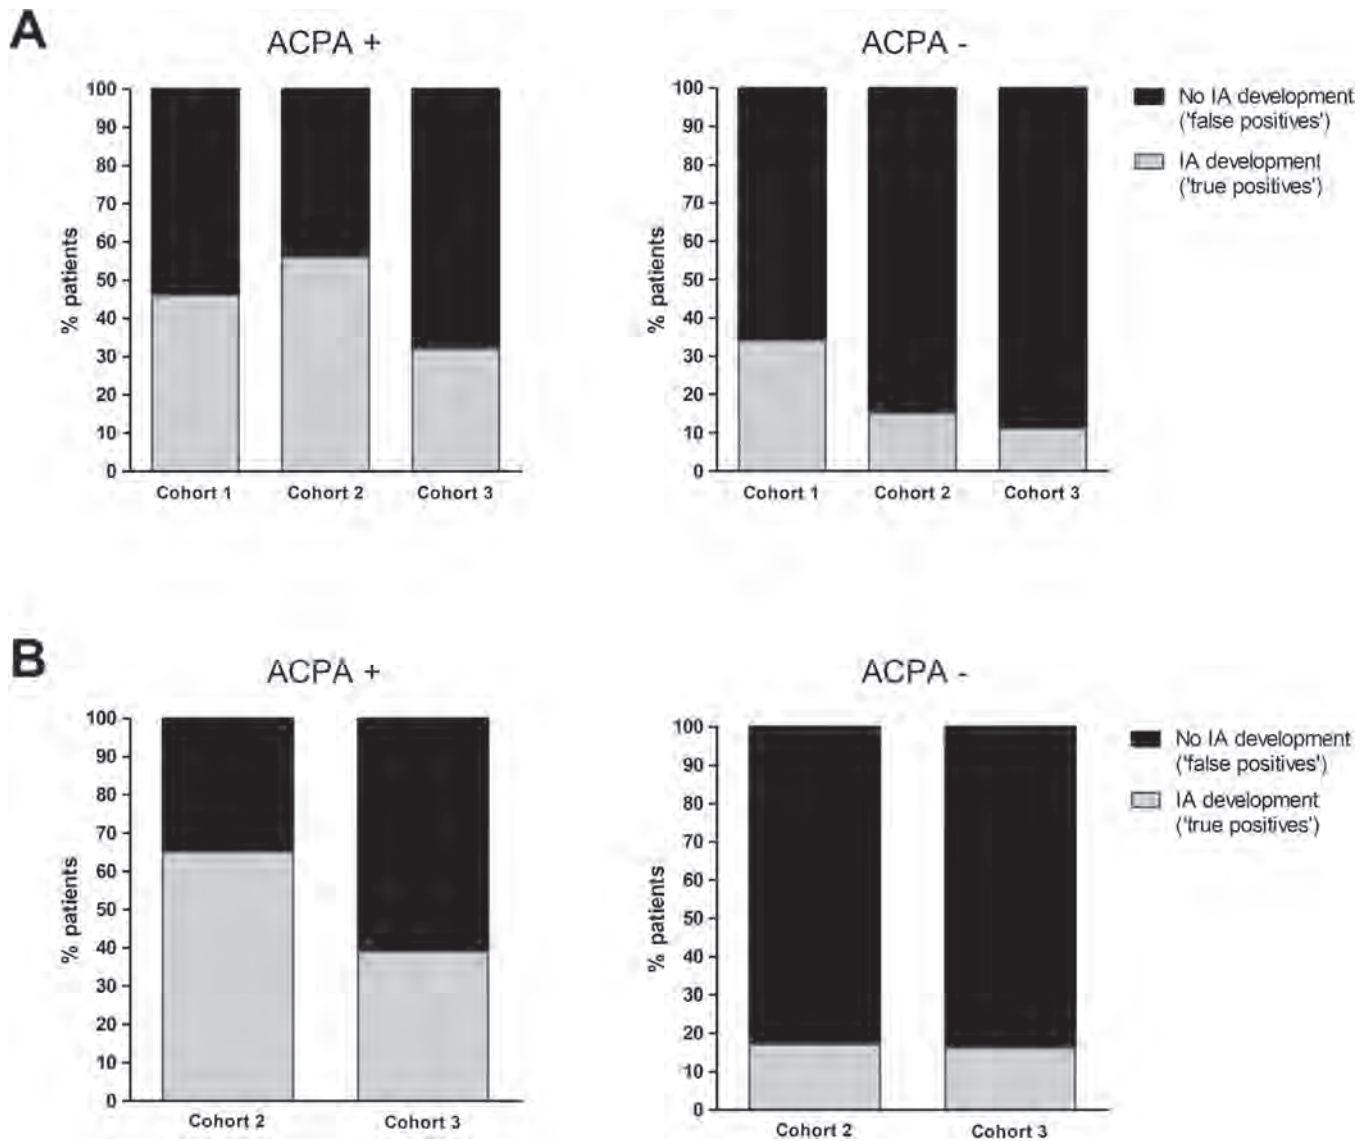 A
ACPA +
% patients
100
90
80
70
60
50
40
30
20
10
0
Cohort 1
Cohort 2
Cohort 3
ACPA -
% patients
100
90
80
70
60
50
40
30
20
10
0
Cohort 1
Cohort 2
Cohort 3
No IA development
('false positives')
IA development
('true positives')
B
ACPA +
% patients
100
90
80
70
60
50
40
30
20
10
0
Cohort 2
Cohort 3
ACPA -
% patients
100
90
80
70
60
50
40
30
20
10
0
Cohort 2
Cohort 3
No IA development
('false positives')
IA development
('true positives')